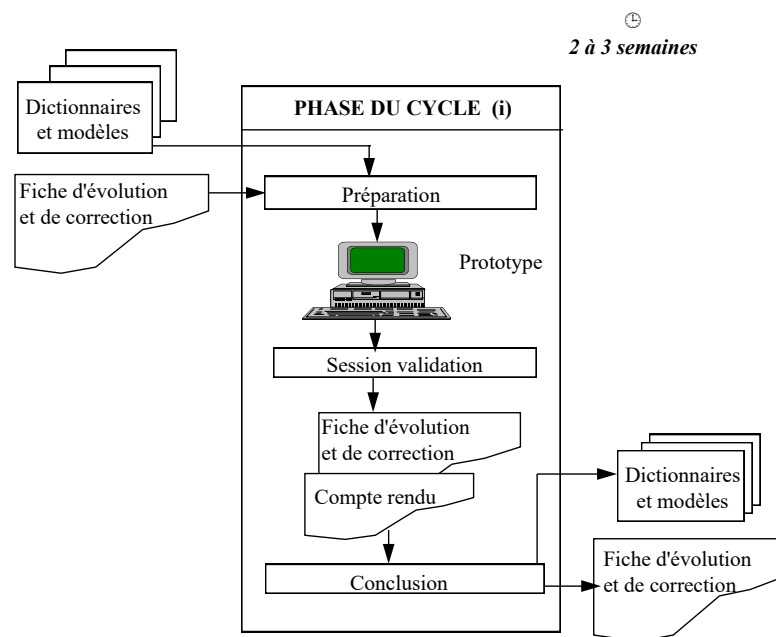 2 à 3 semaines
Dictionnaires
et modèles
PHASE DU CYCLE (i)
Fiche d'évolution
et de correction
Préparation
Prototype
Session validation
Fiche d'évolution
et de correction
Compte rendu
Dictionnaires
et modèles
Conclusion
Fiche d'évolution
et de correction